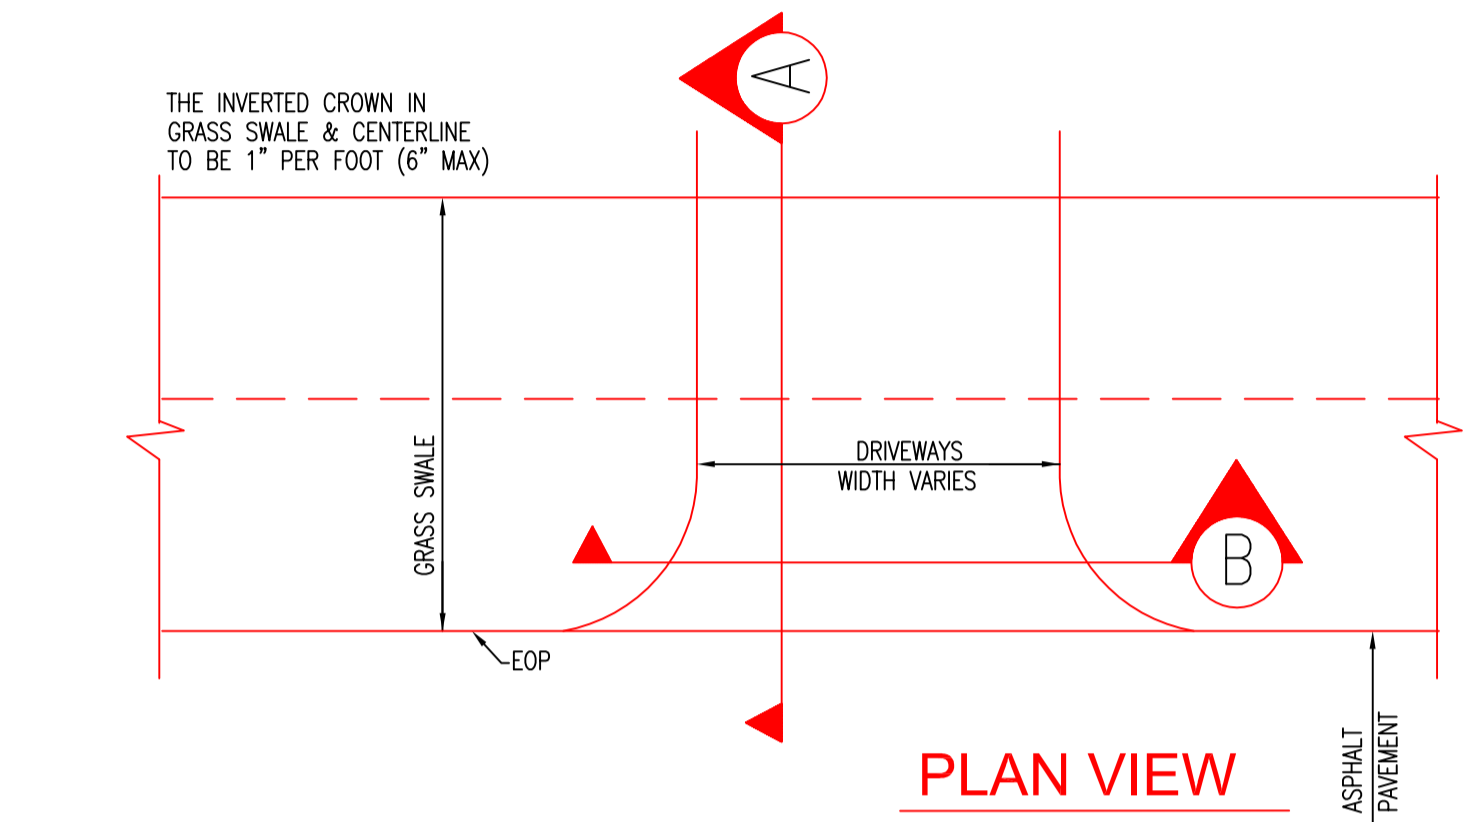 A
THE INVERTED CROWN IN
GRASS SWALE & CENTERLINE
TO BE 1" PER FOOT (6" MAX)
GRASS SWALE
DRIVEWAYS
WIDTH VARIES
B
EOP
PLAN VIEW
ASPHALT
PAVEMENT